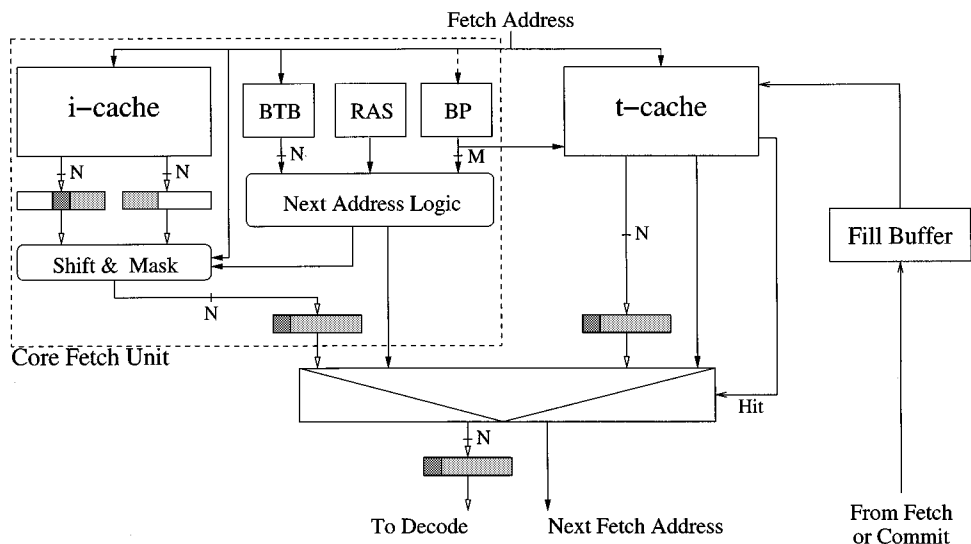 Fetch Address
i-cache
BTB
RAS
BP
t-cache
N
N
N
M
Next Address Logic
N
Fill Buffer
Shift & Mask
N
Core Fetch Unit
Hit
N
To Decode
Next Fetch Address
From Fetch
or Commit